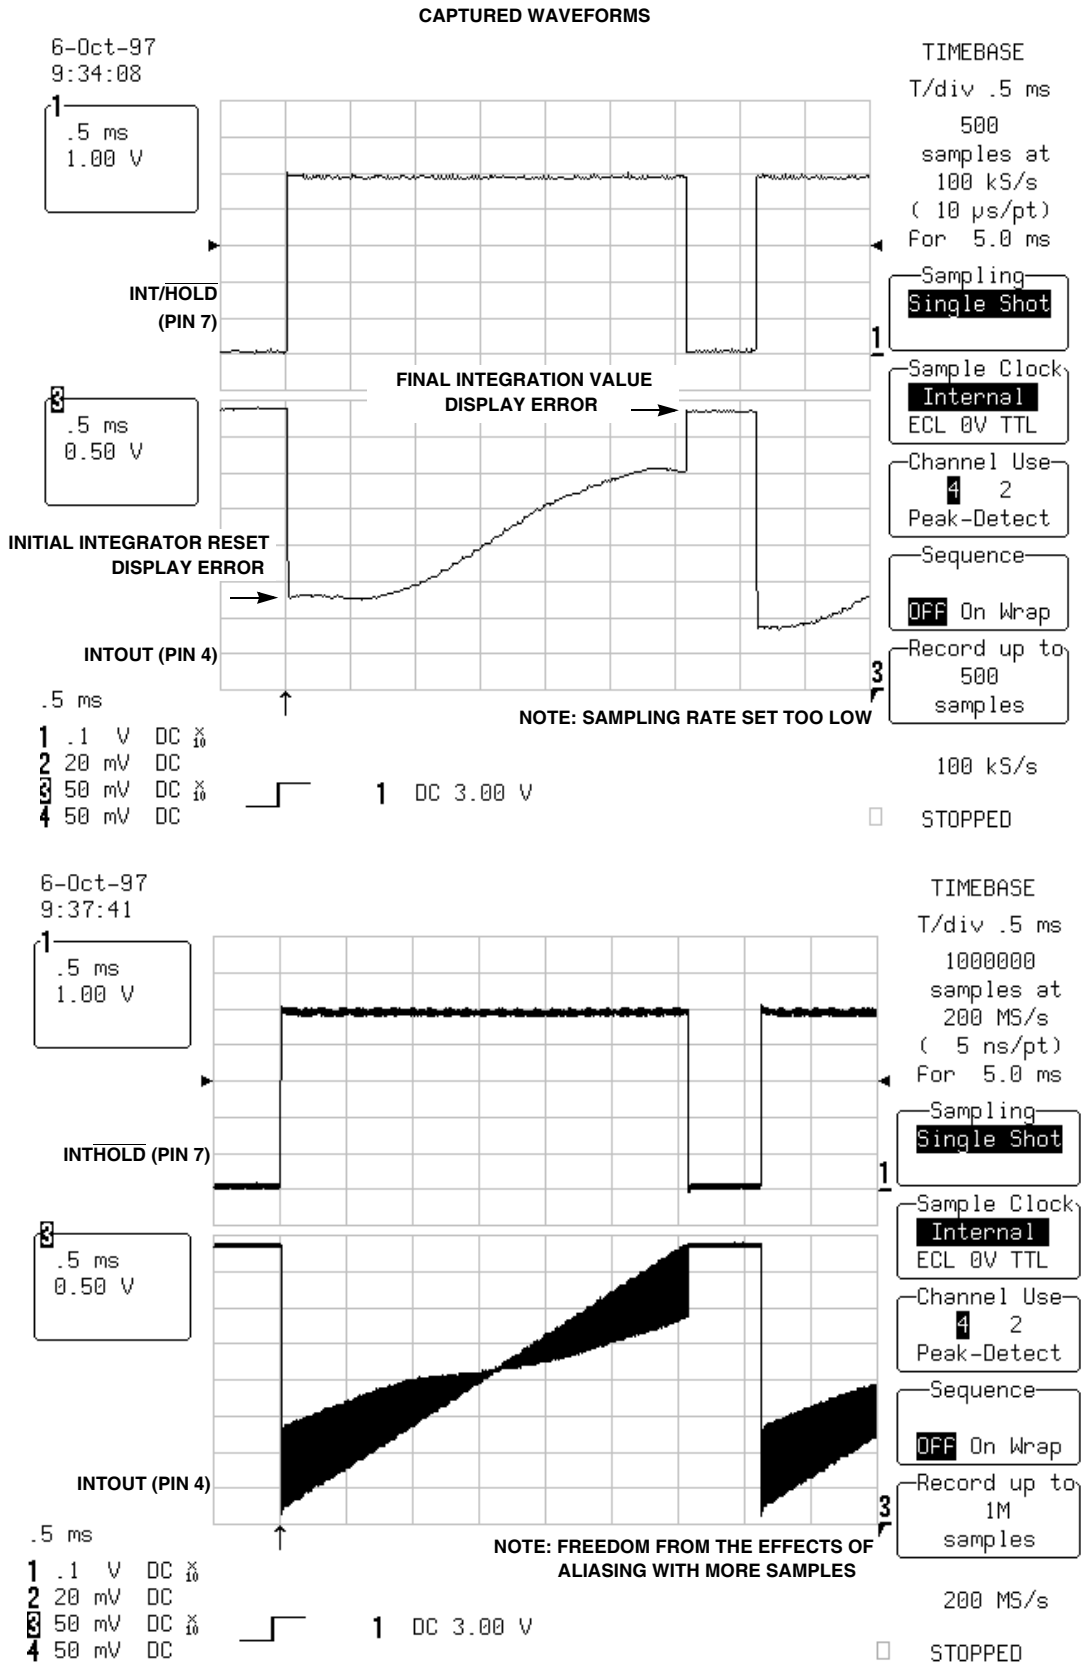 CAPTURED WAVEFORMS
6-Oct-97
9:34:08
1
.5 ms
1.00 V
TIMEBASE
T/div .5 ms
500
samples at
100 kS/s
( 10 µs/pt)
for 5.0 ms
INT/HOLD
(PIN 7)
1
Sampling
Single Shot
Sample Clock
Internal
ECL 0V TTL
FINAL INTEGRATION VALUE
DISPLAY ERROR
3
.5 ms
0.50 V
Channel Use
4 2
Peak-Detect
INITIAL INTEGRATOR RESET
DISPLAY ERROR
Sequence
OFF On Wrap
INTOUT (PIN 4)
3
Record up to
500
samples
.5 ms
NOTE: SAMPLING RATE SET TOO LOW
1 .1 V DC X10
2 20 mV DC
3 50 mV DC X10
4 50 mV DC
1 DC 3.00 V
100 kS/s
STOPPED
6-Oct-97
9:37:41
1
.5 ms
1.00 V
TIMEBASE
T/div .5 ms
1000000
samples at
200 MS/s
( 5 ns/pt)
for 5.0 ms
INTHOLD (PIN 7)
1
Sampling
Single Shot
Sample Clock
Internal
ECL 0V TTL
3
.5 ms
0.50 V
Channel Use
4 2
Peak-Detect
Sequence
OFF On Wrap
INTOUT (PIN 4)
3
Record up to
1M
samples
.5 ms
NOTE: FREEDOM FROM THE EFFECTS OF
ALIASING WITH MORE SAMPLES
1 .1 V DC X10
2 20 mV DC
3 50 mV DC X10
4 50 mV DC
1 DC 3.00 V
200 MS/s
STOPPED